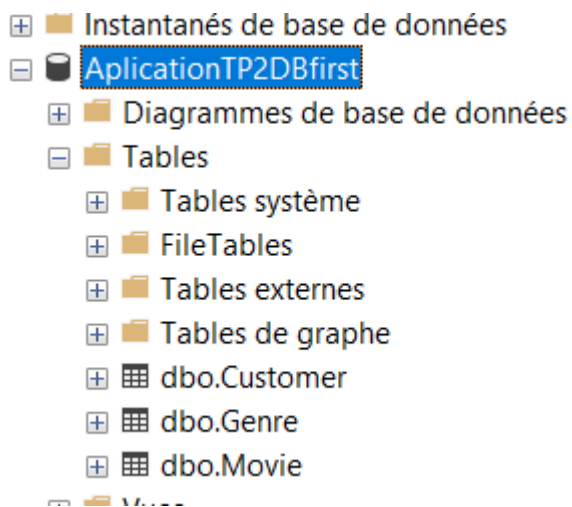 Instantanés de base de données
AplicationTP2DBfirst
Diagrammes de base de données
Tables
Tables système
FileTables
Tables externes
Tables de graphe
dbo.Customer
dbo.Genre
dbo.Movie